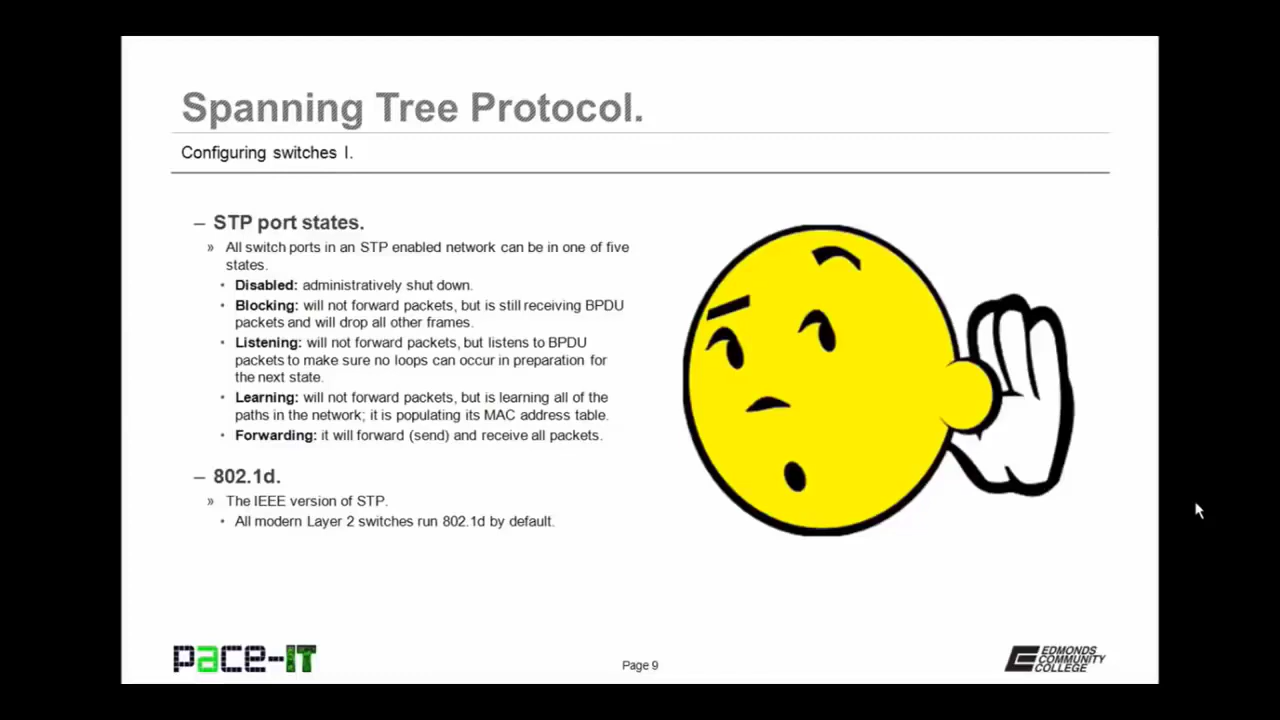 Spanning Tree Protocol.
Configuring switches I.
– STP port states.
» All switch ports in an STP enabled network can be in one of five
states.
• Disabled: administratively shut down.
• Blocking: will not forward packets, but is still receiving BPDU
packets and will drop all other frames.
• Listening: will not forward packets, but listens to BPDU
packets to make sure no loops can occur in preparation for
the next state.
• Learning: will not forward packets, but is learning all of the
paths in the network; it is populating its MAC address table.
• Forwarding: it will forward (send) and receive all packets.
– 802.1d.
» The IEEE version of STP.
• All modern Layer 2 switches run 802.1d by default.
pace-IT
Page 9
EDMONDS
COMMUNITY
COLLEGE